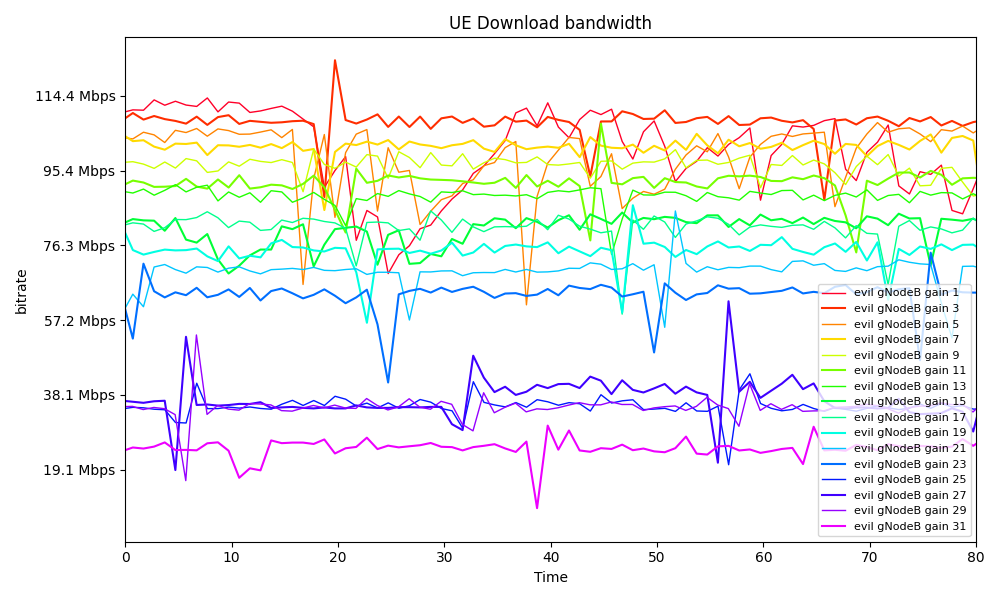 UE Download bandwidth
114.4 Mbps
95.4 Mbps
76.3 Mbps
57.2 Mbps
38.1 Mbps
19.1 Mbps
bitrate
evil gNodeB gain 1
evil gNodeB gain 3
evil gNodeB gain 5
evil gNodeB gain 7
evil gNodeB gain 9
evil gNodeB gain 11
evil gNodeB gain 13
evil gNodeB gain 15
evil gNodeB gain 17
evil gNodeB gain 19
evil gNodeB gain 21
evil gNodeB gain 23
evil gNodeB gain 25
evil gNodeB gain 27
evil gNodeB gain 29
evil gNodeB gain 31
0 10 20 30 40 50 60 70 80
Time